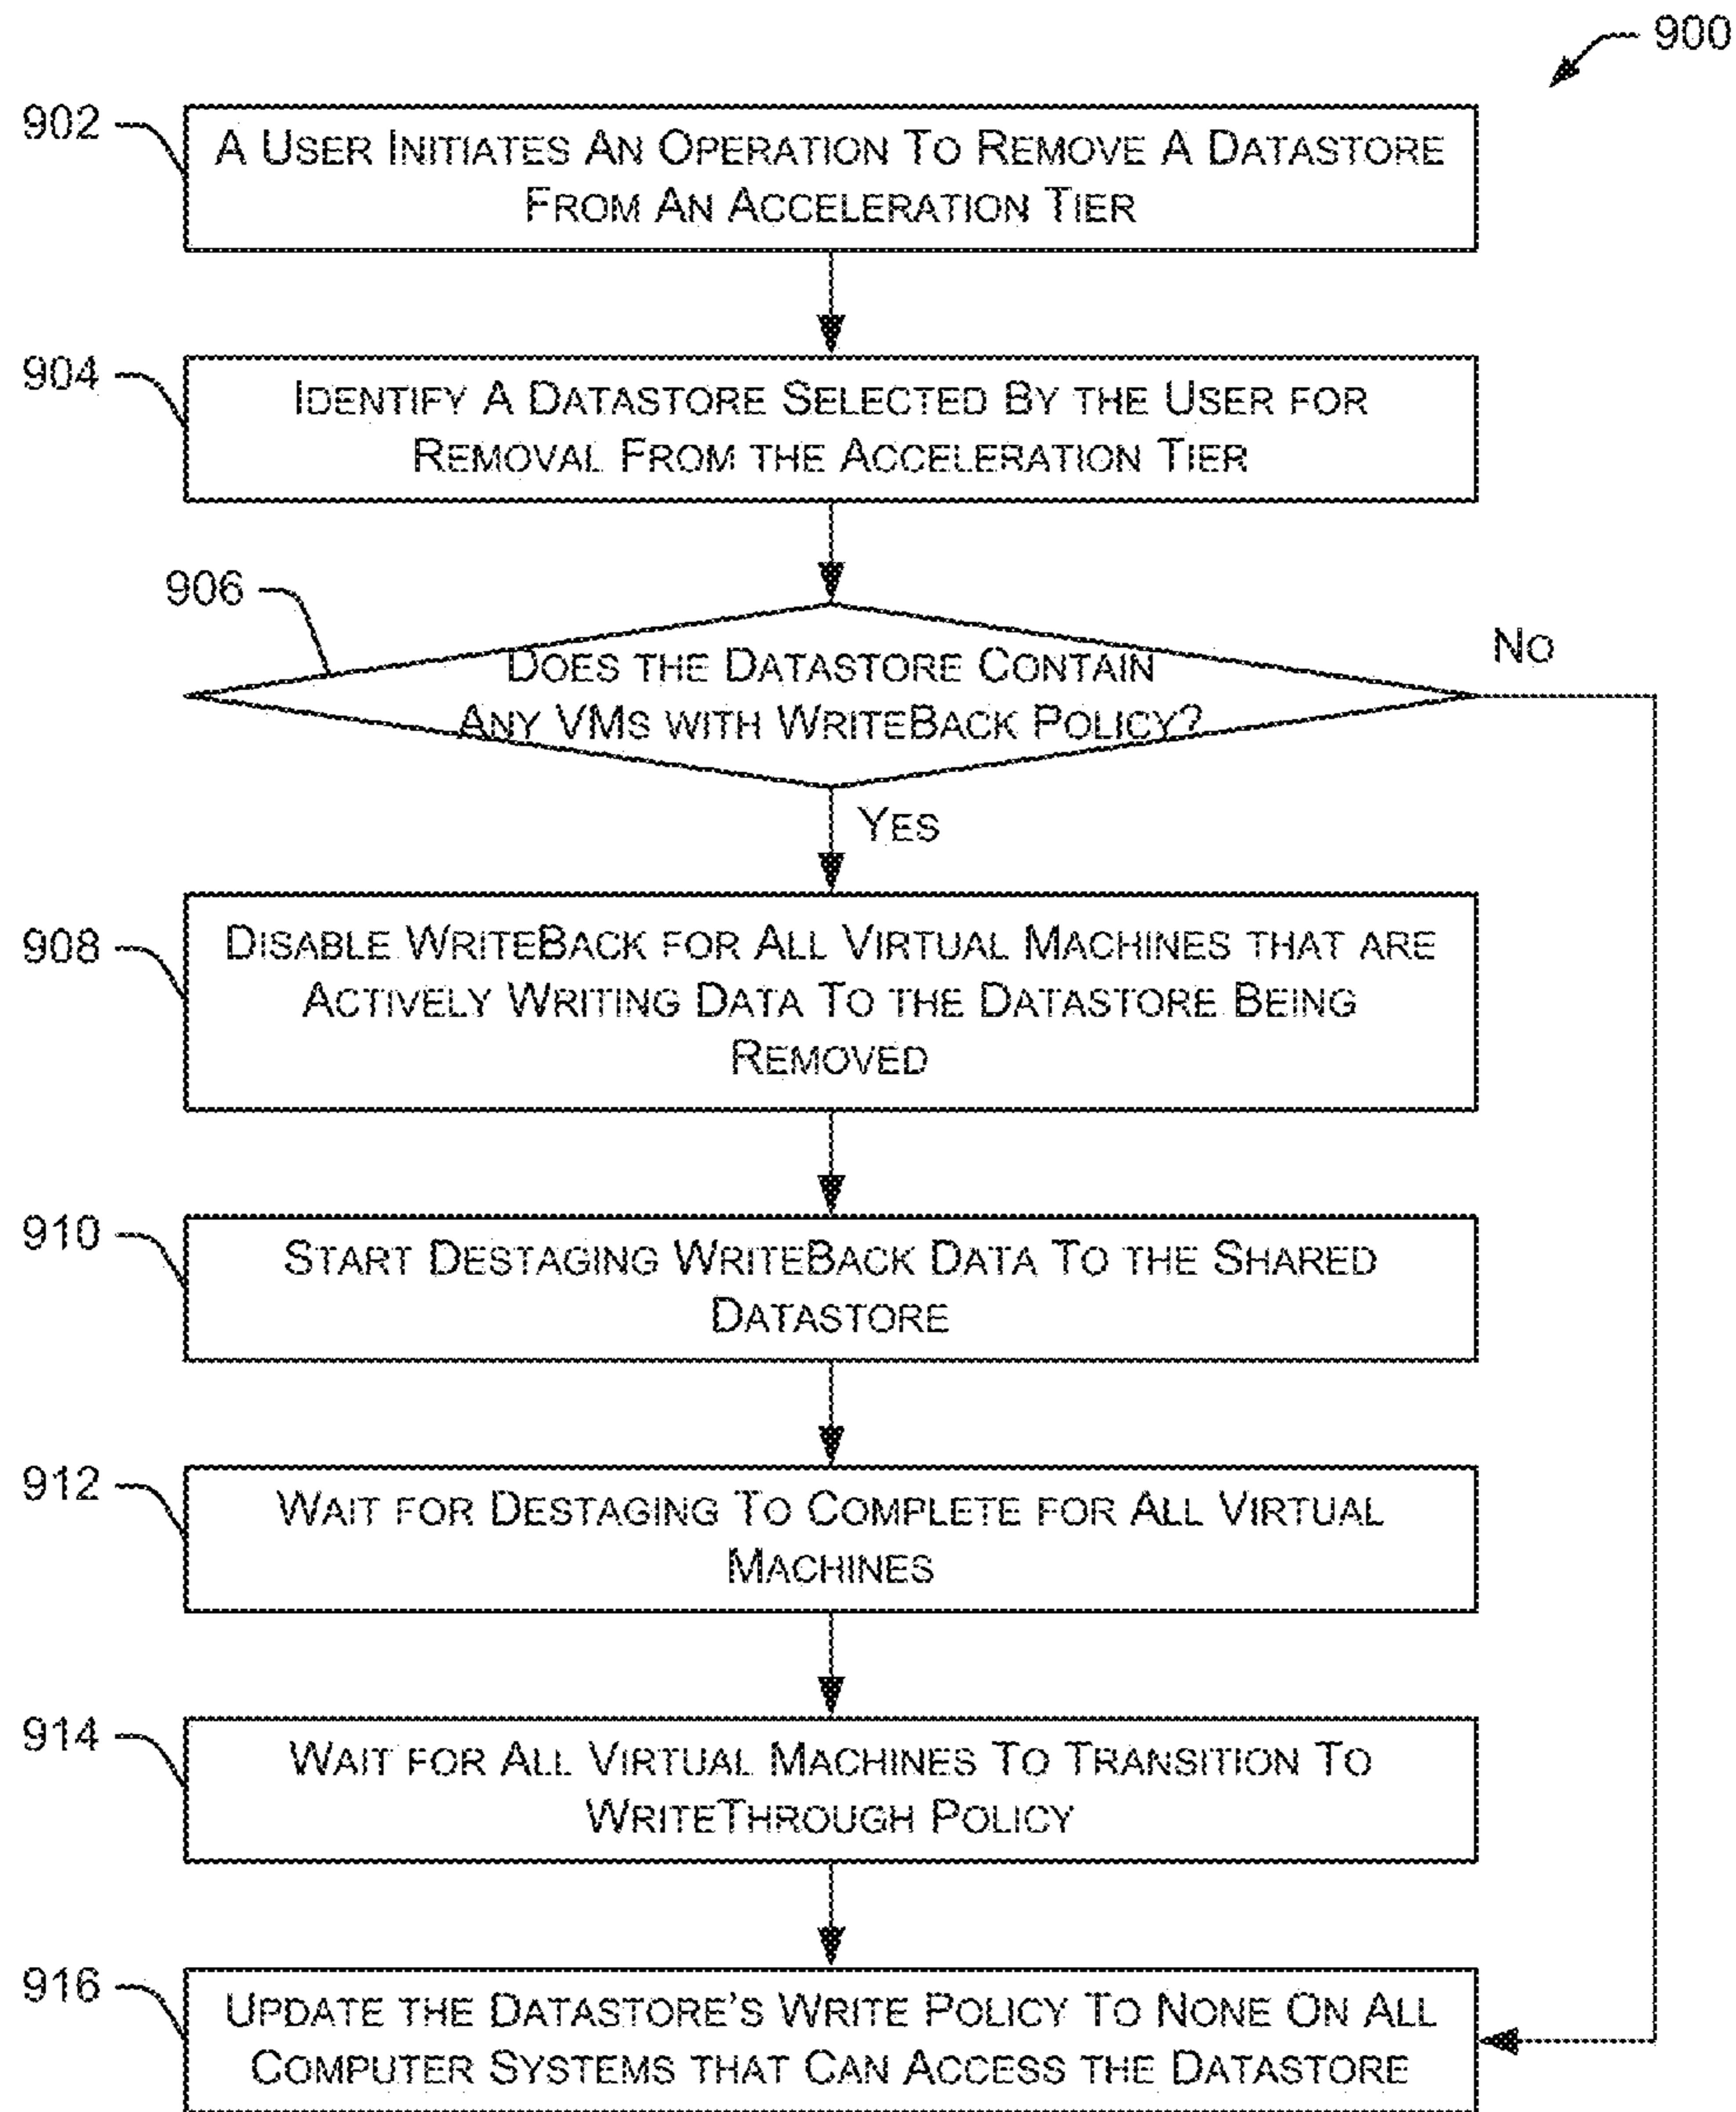 900
902
A USER INITIATES AN OPERATION TO REMOVE A DATASTORE
FROM AN ACCELERATION TIER
904
IDENTIFY A DATASTORE SELECTED BY THE USER FOR
REMOVAL FROM THE ACCELERATION TIER
906
NO
DOES THE DATASTORE CONTAIN
ANY VMS WITH WRITEBACK POLICY?
YES
908
DISABLE WRITEBACK FOR ALL VIRTUAL MACHINES THAT ARE
ACTIVELY WRITING DATA TO THE DATASTORE BEING
REMOVED
910
START DESTAGING WRITEBACK DATA TO THE SHARED
DATASTORE
912
WAIT FOR DESTAGING TO COMPLETE FOR ALL VIRTUAL
MACHINES
914
WAIT FOR ALL VIRTUAL MACHINES TO TRANSITION TO
WRITETHROUGH POLICY
916
UPDATE THE DATASTORE'S WRITE POLICY TO NONE ON ALL
COMPUTER SYSTEMS THAT CAN ACCESS THE DATASTORE